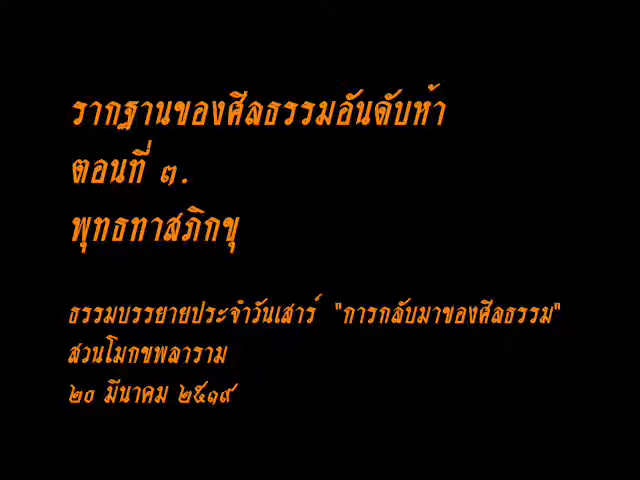 รากฐานของศีลธรรมอันดับห้า
ตอนที่ ๓.
พุทธทาสภิกขุ
ธรรมบรรยายประจำวันเสาร์ "การกลับมาของศีลธรรม"
สวนโมกขพลาราม
๒๐ มีนาคม ๒๕๑๙